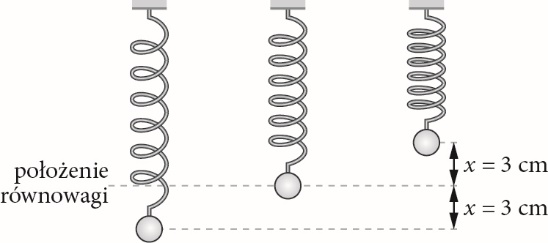 położenie
równowagi
x = 3 cm
x = 3 cm